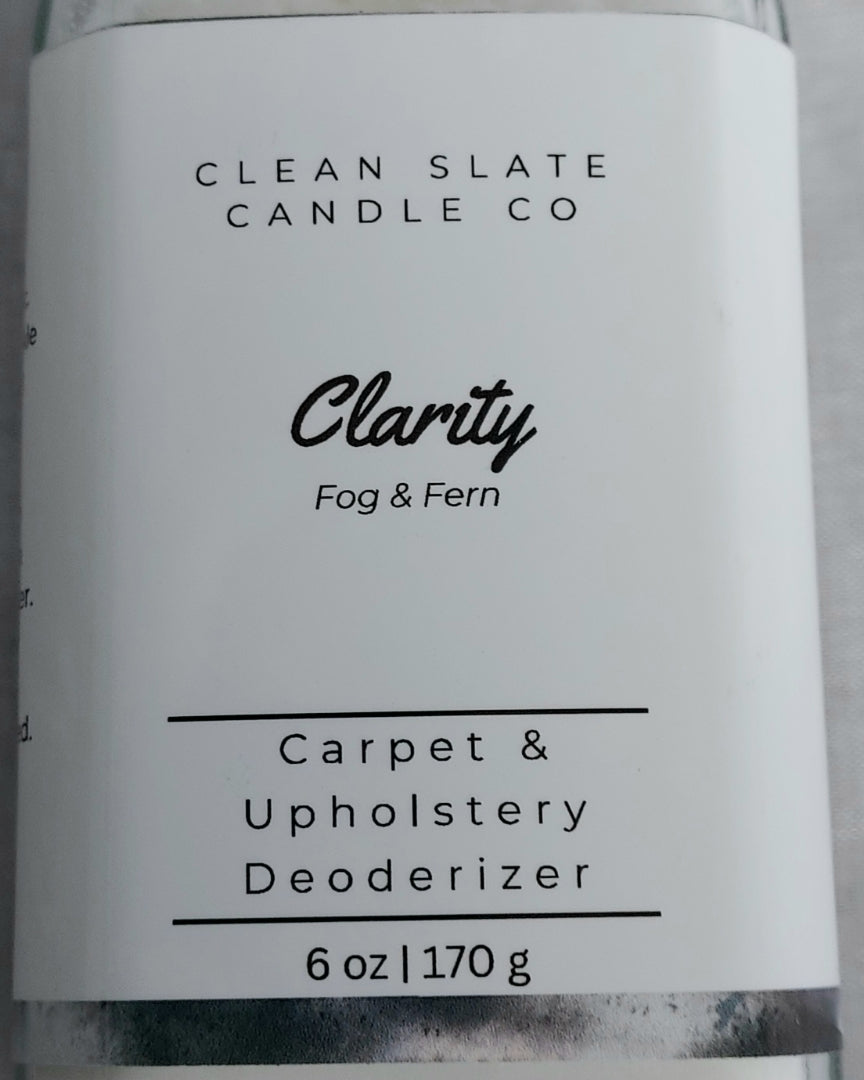 CLEAN SLATE
CANDLE CO
Clarity
Fog & Fern
Carpet &
Upholstery
Deoderizer
6 oz | 170 g